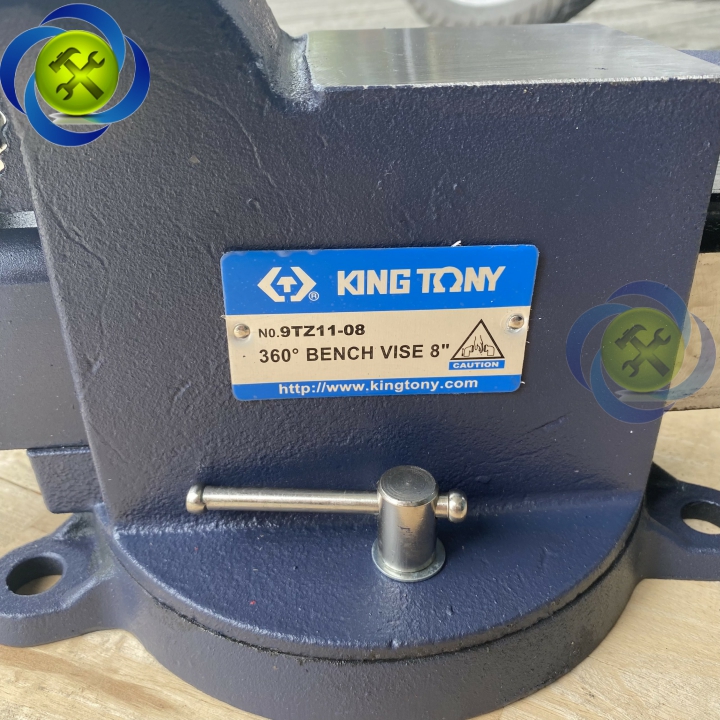 KING TONY
®
No.9TZ11-08
360° BENCH VISE 8"
CAUTION
http://www.kingtony.com